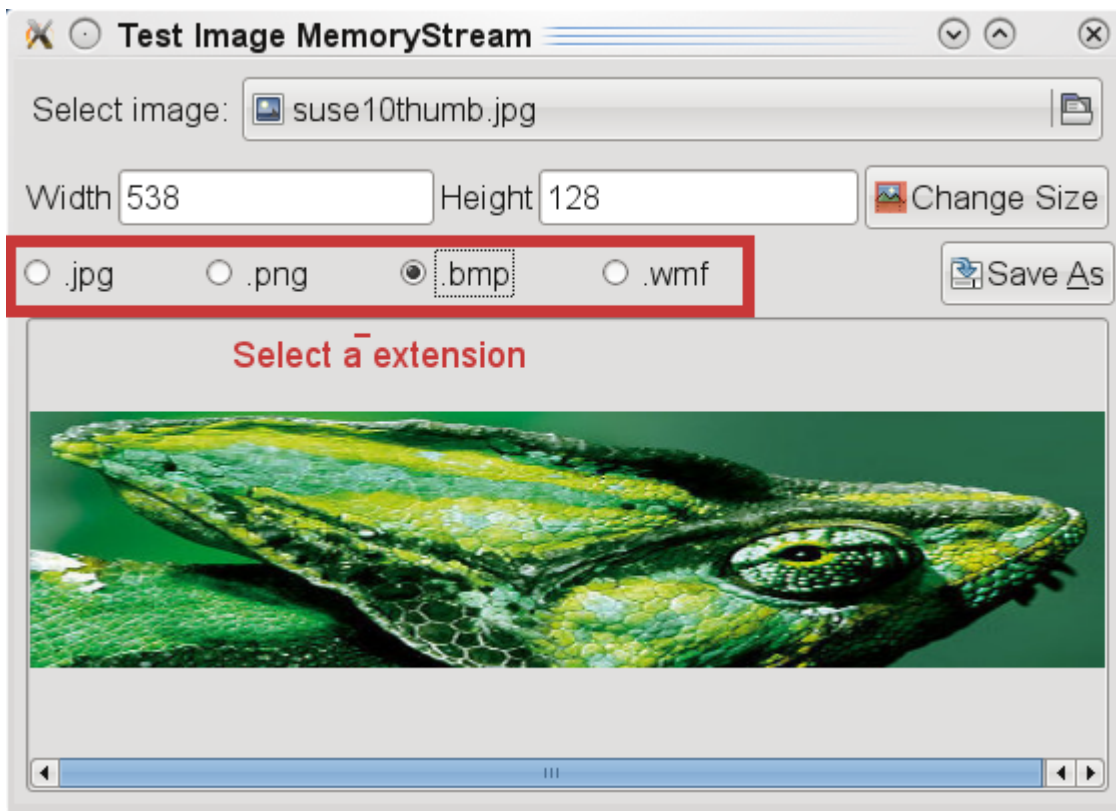 Test Image MemoryStream
Select image: suse10thumb.jpg
Width 538 Height 128 Change Size
.jpg .png .bmp .wmf Save As
Select a extension